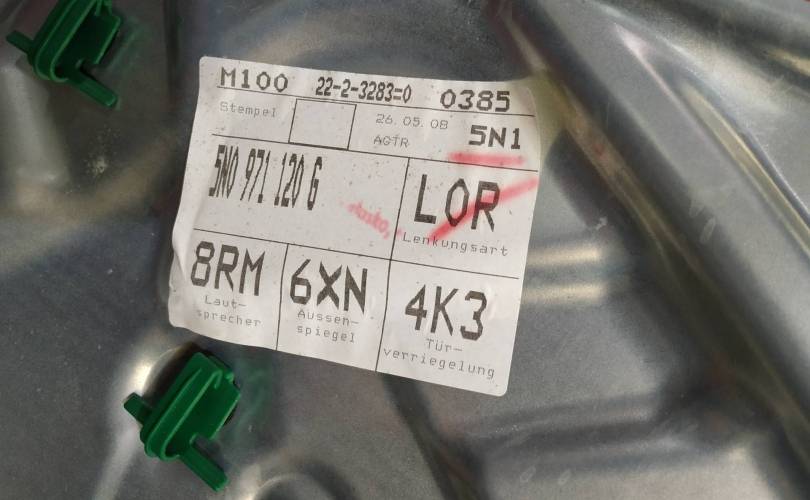 M100 22-2-3283=0 0385
Stempel 26.05.08 5N1
AGTR
5N0 971 120 G
L0R
Lenkungsart
8RM
Laut-
sprecher
6XN
Aussen-
spiegel
4K3
Tür-
verriegelung